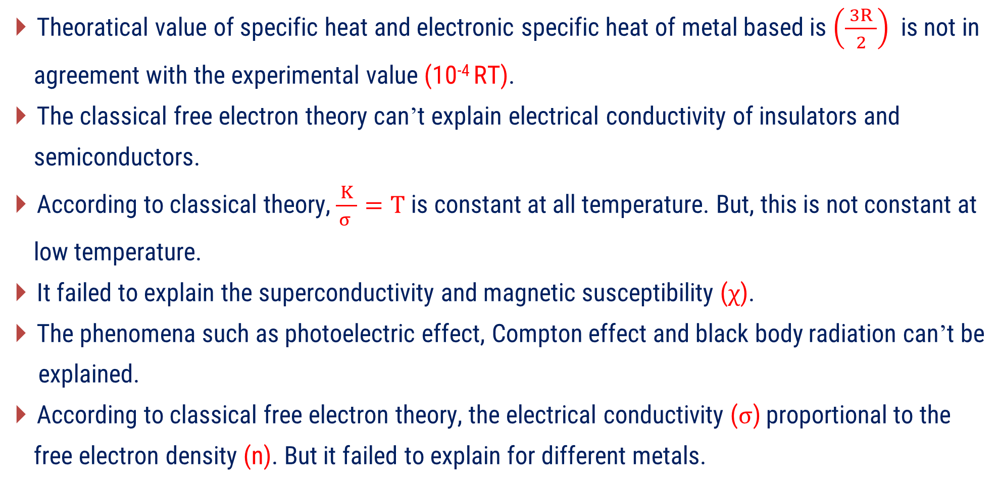 Theoratical value of specific heat and electronic specific heat of metal based is (3R/2) is not in
agreement with the experimental value (10⁻⁴ RT).
The classical free electron theory can’t explain electrical conductivity of insulators and
semiconductors.
According to classical theory, K/σ = T is constant at all temperature. But, this is not constant at
low temperature.
It failed to explain the superconductivity and magnetic susceptibility (χ).
The phenomena such as photoelectric effect, Compton effect and black body radiation can’t be
explained.
According to classical free electron theory, the electrical conductivity (σ) proportional to the
free electron density (n). But it failed to explain for different metals.